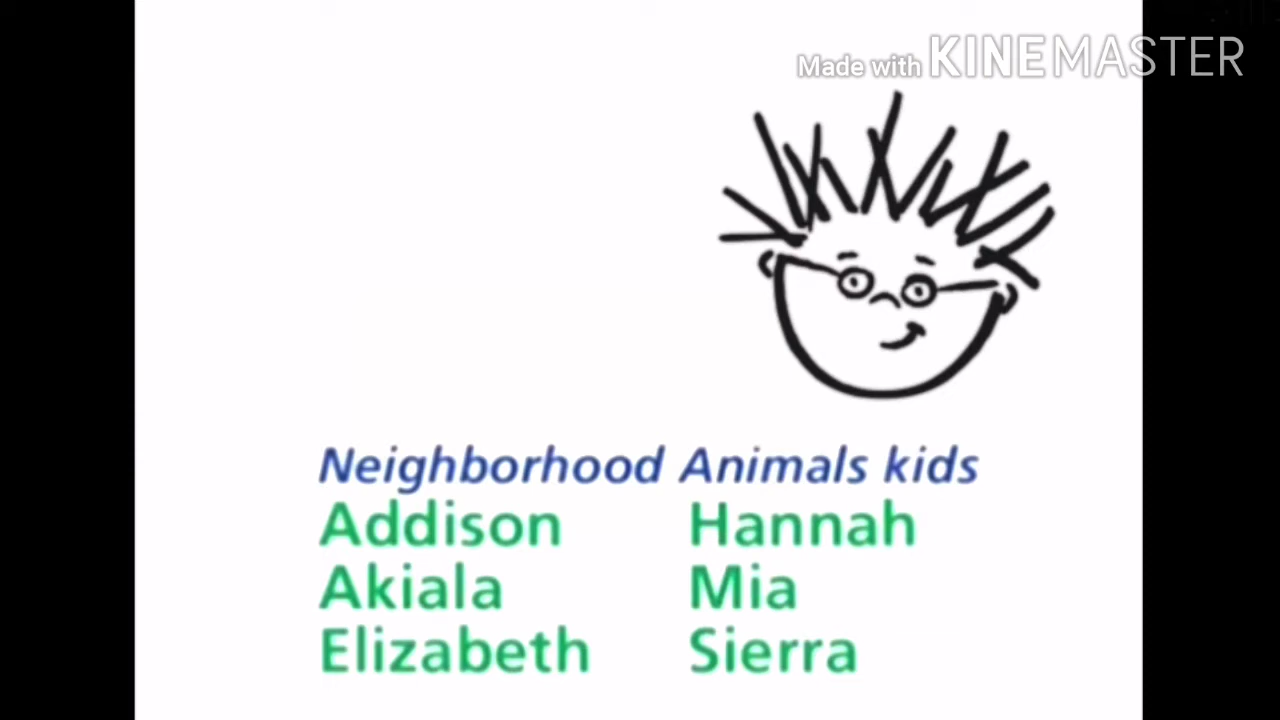 Made with KINEMASTER
Neighborhood Animals kids
Addison Hannah
Akiala Mia
Elizabeth Sierra